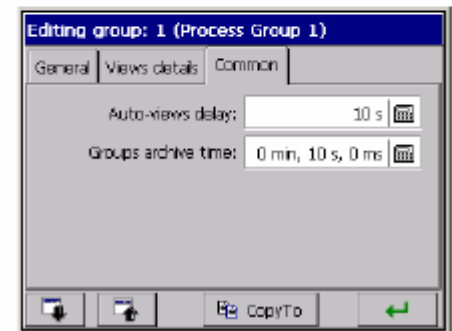 Editing group: 1 (Process Group 1)
General Views details Common
Auto-views delay: 10 s
Groups archive time: 0 min, 10 s, 0 ms
CopyTo